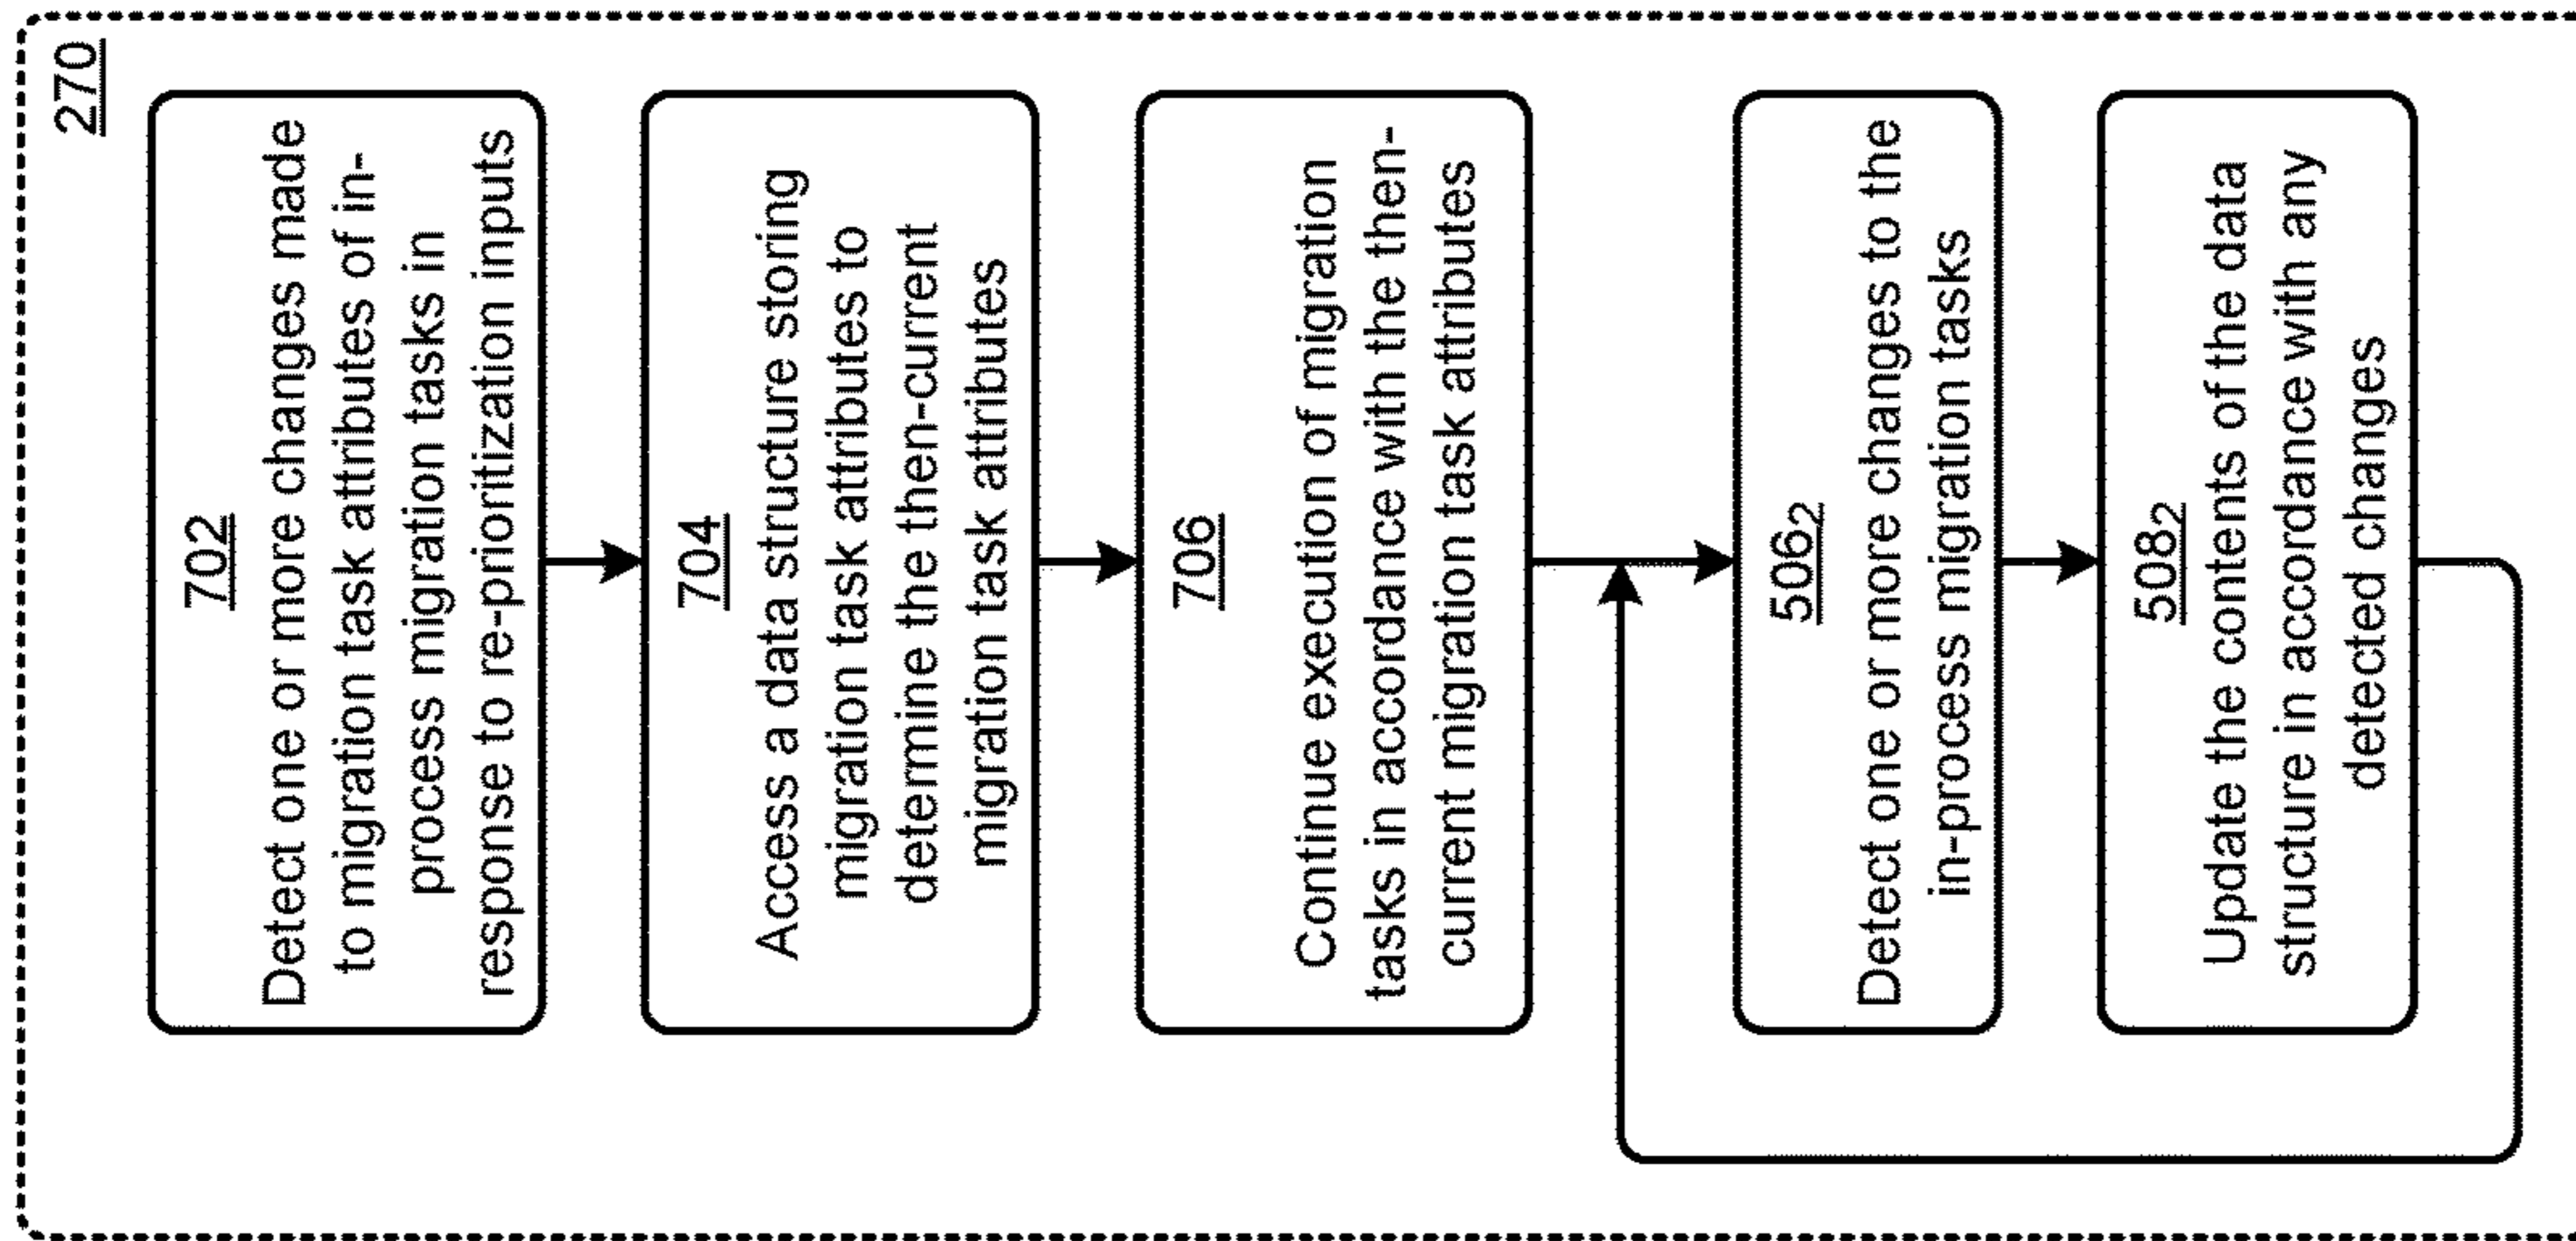 270
702
Detect one or more changes made
to migration task attributes of in-
process migration tasks in
response to re-prioritization inputs
704
Access a data structure storing
migration task attributes to
determine the then-current
migration task attributes
706
Continue execution of migration
tasks in accordance with the then-
current migration task attributes
506₂
Detect one or more changes to the
in-process migration tasks
508₂
Update the contents of the data
structure in accordance with any
detected changes